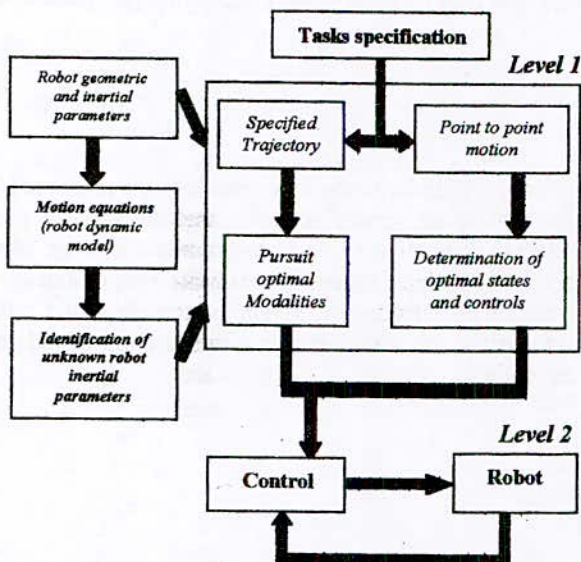 Tasks specification
Level 1
Robot geometric
and inertial
parameters
Specified
Trajectory
Point to point
motion
Motion equations
(robot dynamic
model)
Pursuit
optimal
Modalities
Determination of
optimal states
and controls
Identification of
unknown robot
inertial
parameters
Level 2
Control
Robot